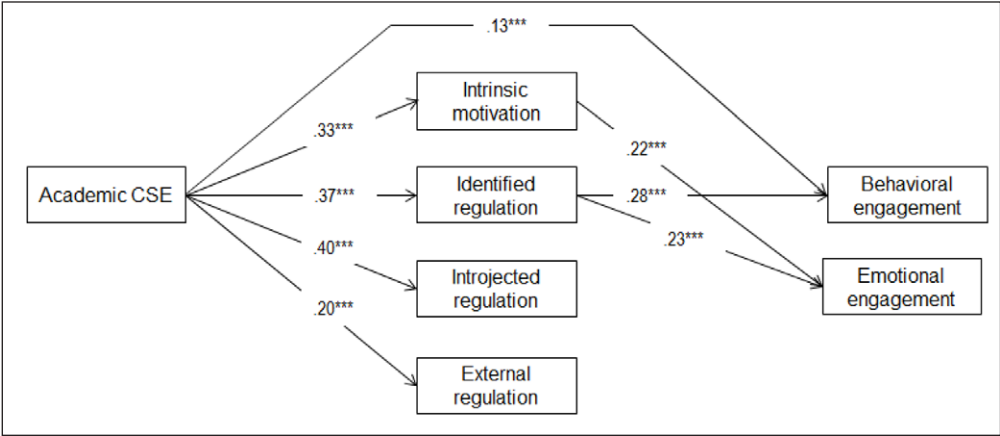 .13***
Intrinsic
motivation
.33***
.22***
Academic CSE
.37***
Identified
regulation
.28***
Behavioral
engagement
.23***
.40***
Introjected
regulation
Emotional
engagement
.20***
External
regulation